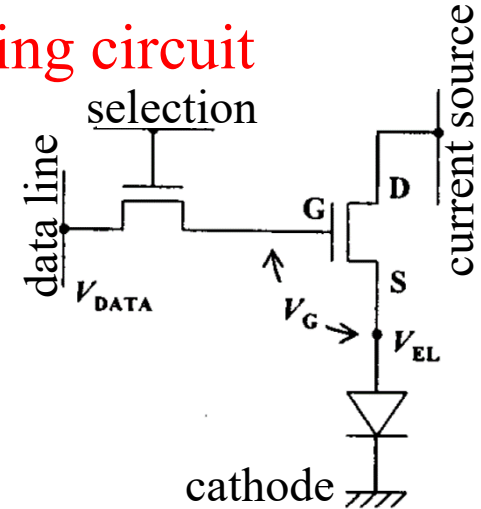 ing circuit
selection
data line
current source
G
D
S
VDATA
VG
VEL
cathode